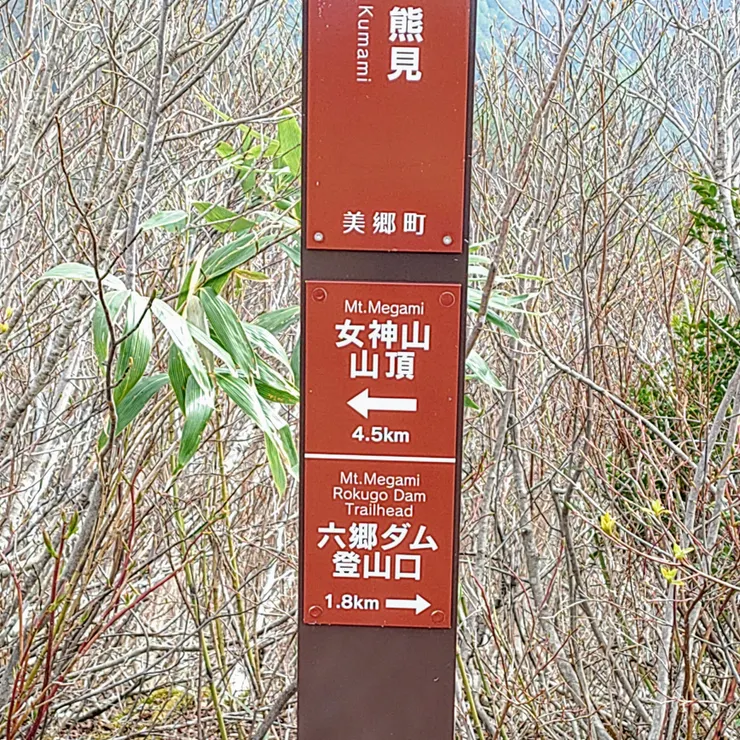 熊見
Kumami
美郷町
Mt.Megami
女神山
山頂
←
4.5km
Mt.Megami
Rokugo Dam
Trailhead
六郷ダム
登山口
1.8km →